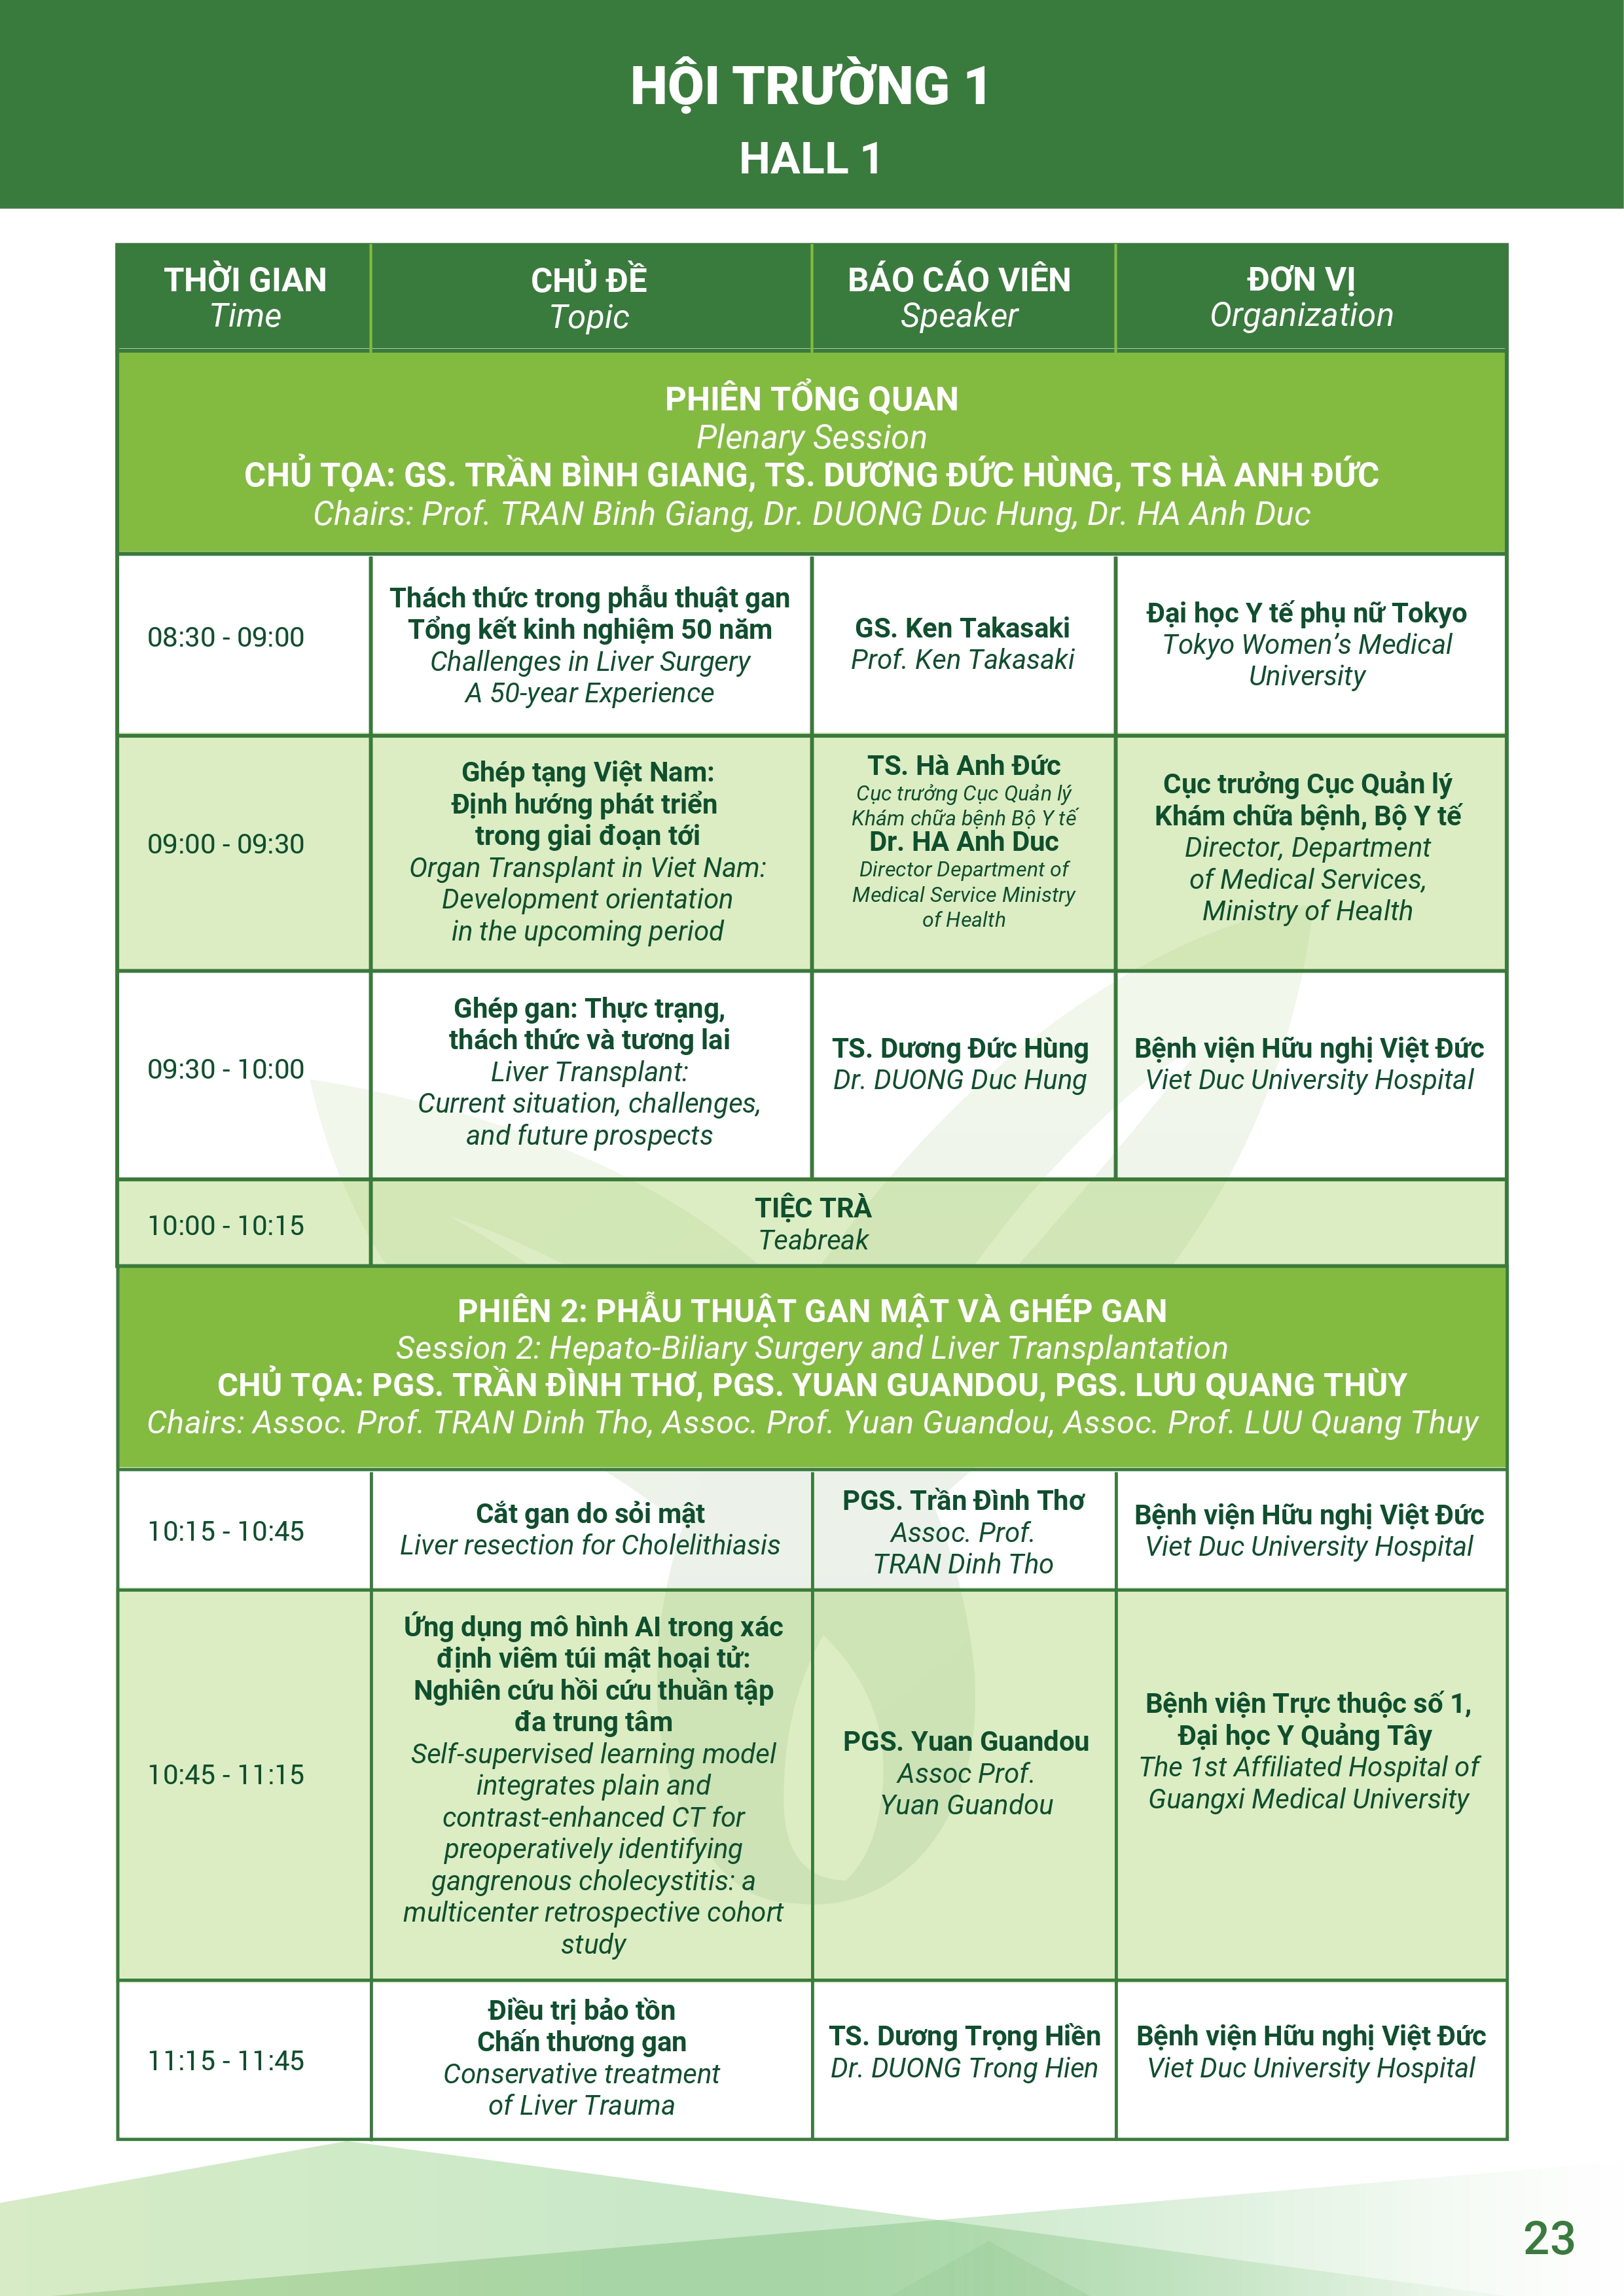 HỘI TRƯỜNG 1
HALL 1
THỜI GIAN
Time
CHỦ ĐỀ
Topic
BÁO CÁO VIÊN
Speaker
ĐƠN VỊ
Organization
PHIÊN TỔNG QUAN
Plenary Session
CHỦ TỌA: GS. TRẦN BÌNH GIANG, TS. DƯƠNG ĐỨC HÙNG, TS HÀ ANH ĐỨC
Chairs: Prof. TRAN Binh Giang, Dr. DUONG Duc Hung, Dr. HA Anh Duc
08:30 - 09:00
Thách thức trong phẫu thuật gan
Tổng kết kinh nghiệm 50 năm
Challenges in Liver Surgery
A 50-year Experience
GS. Ken Takasaki
Prof. Ken Takasaki
Đại học Y tế phụ nữ Tokyo
Tokyo Women’s Medical
University
09:00 - 09:30
Ghép tạng Việt Nam:
Định hướng phát triển
trong giai đoạn tới
Organ Transplant in Viet Nam:
Development orientation
in the upcoming period
TS. Hà Anh Đức
Cục trưởng Cục Quản lý
Khám chữa bệnh Bộ Y tế
Dr. HA Anh Duc
Director Department of
Medical Service Ministry
of Health
Cục trưởng Cục Quản lý
Khám chữa bệnh, Bộ Y tế
Director, Department
of Medical Services,
Ministry of Health
09:30 - 10:00
Ghép gan: Thực trạng,
thách thức và tương lai
Liver Transplant:
Current situation, challenges,
and future prospects
TS. Dương Đức Hùng
Dr. DUONG Duc Hung
Bệnh viện Hữu nghị Việt Đức
Viet Duc University Hospital
10:00 - 10:15
TIỆC TRÀ
Teabreak
PHIÊN 2: PHẪU THUẬT GAN MẬT VÀ GHÉP GAN
Session 2: Hepato-Biliary Surgery and Liver Transplantation
CHỦ TỌA: PGS. TRẦN ĐÌNH THƠ, PGS. YUAN GUANDOU, PGS. LƯU QUANG THÙY
Chairs: Assoc. Prof. TRAN Dinh Tho, Assoc. Prof. Yuan Guandou, Assoc. Prof. LUU Quang Thuy
10:15 - 10:45
Cắt gan do sỏi mật
Liver resection for Cholelithiasis
PGS. Trần Đình Thơ
Assoc. Prof.
TRAN Dinh Tho
Bệnh viện Hữu nghị Việt Đức
Viet Duc University Hospital
10:45 - 11:15
Ứng dụng mô hình AI trong xác
định viêm túi mật hoại tử:
Nghiên cứu hồi cứu thuần tập
đa trung tâm
Self-supervised learning model
integrates plain and
contrast-enhanced CT for
preoperatively identifying
gangrenous cholecystitis: a
multicenter retrospective cohort
study
PGS. Yuan Guandou
Assoc Prof.
Yuan Guandou
Bệnh viện Trực thuộc số 1,
Đại học Y Quảng Tây
The 1st Affiliated Hospital of
Guangxi Medical University
11:15 - 11:45
Điều trị bảo tồn
Chấn thương gan
Conservative treatment
of Liver Trauma
TS. Dương Trọng Hiền
Dr. DUONG Trong Hien
Bệnh viện Hữu nghị Việt Đức
Viet Duc University Hospital
23